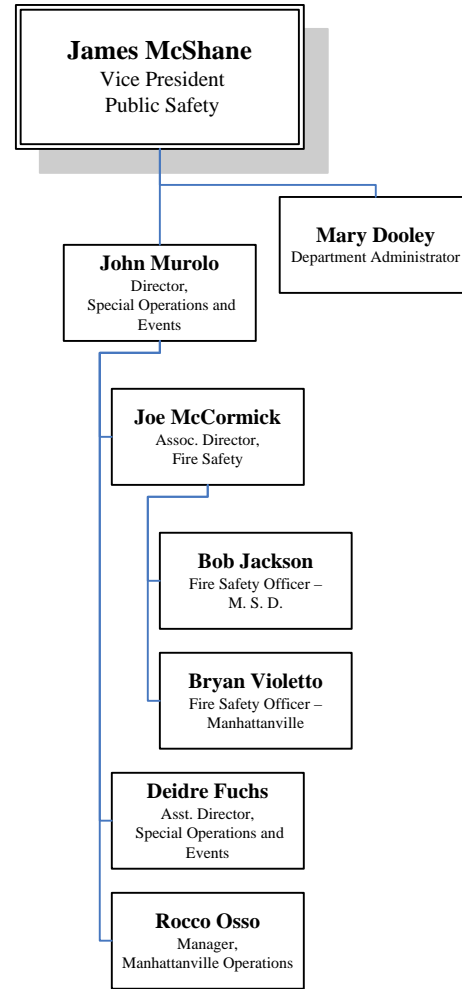 James McShane
Vice President
Public Safety
Mary Dooley
Department Administrator
John Murolo
Director,
Special Operations and
Events
Joe McCormick
Assoc. Director,
Fire Safety
Bob Jackson
Fire Safety Officer –
M. S. D.
Bryan Violetto
Fire Safety Officer –
Manhattanville
Deidre Fuchs
Asst. Director,
Special Operations and
Events
Rocco Osso
Manager,
Manhattanville Operations